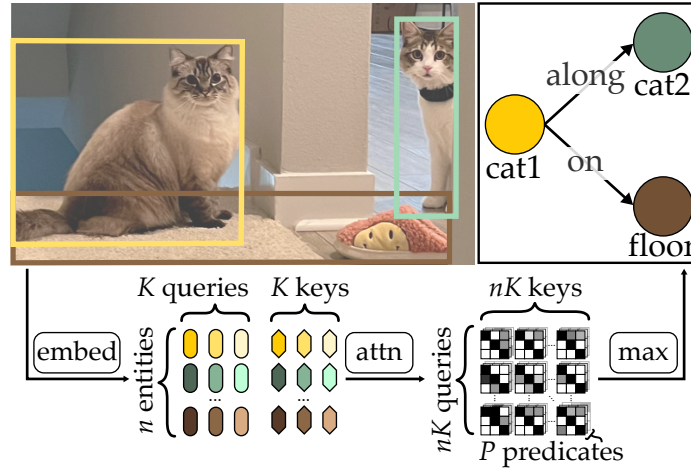 along
cat2
cat1
on
floor
K queries
K keys
nK keys
embed
n entities
...
...
attn
nK queries
max
P predicates